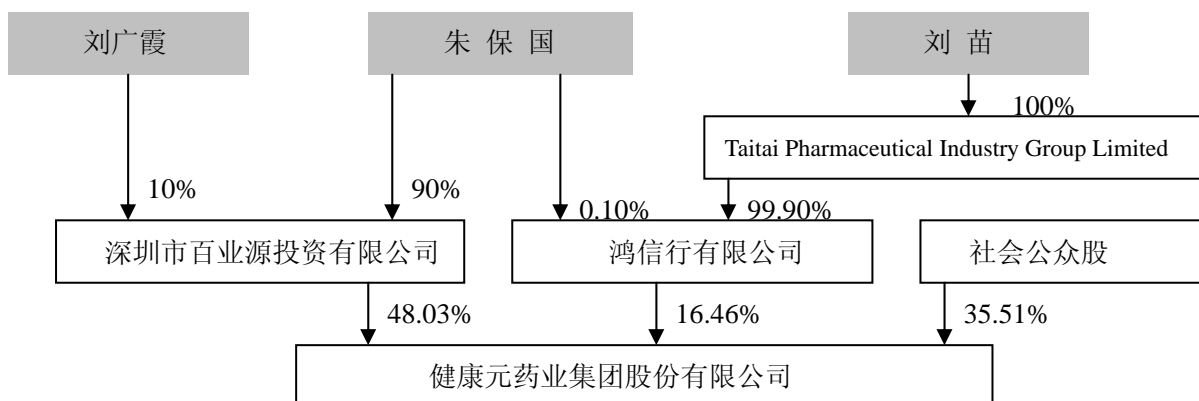 刘广霞
朱 保 国
刘 苗
100%
Taitai Pharmaceutical Industry Group Limited
10%
90%
0.10%
99.90%
深圳市百业源投资有限公司
鸿信行有限公司
社会公众股
48.03%
16.46%
35.51%
健康元药业集团股份有限公司